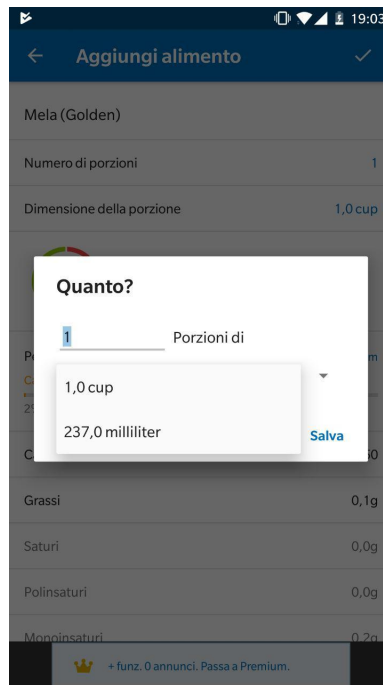 19:03
Aggiungi alimento
Mela (Golden)
Numero di porzioni 1
Dimensione della porzione 1,0 cup
Quanto?
1 Porzioni di
1,0 cup
237,0 milliliter
Salva
Grassi 0,1g
Saturi 0,0g
Polinsaturi 0,0g
Monoinsaturi 0,2g
+ funz. 0 annunci. Passa a Premium.